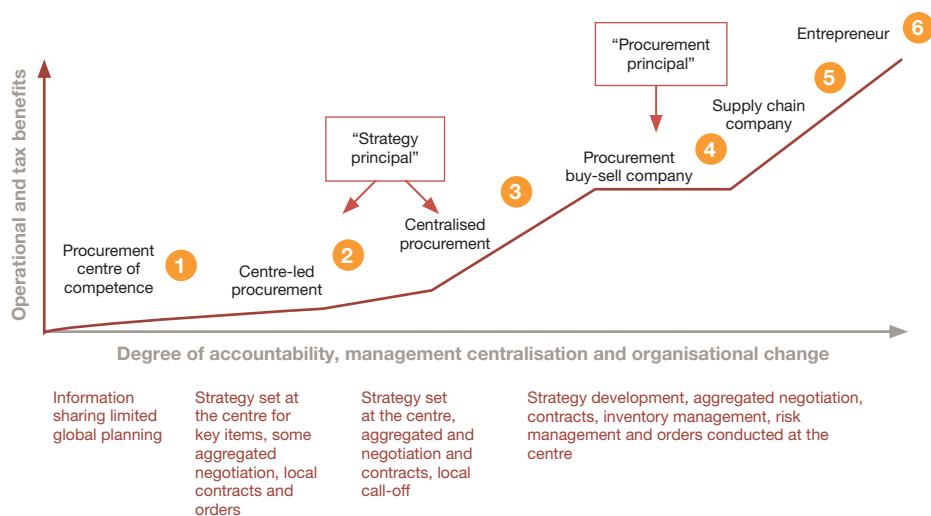 Operational and tax benefits
Procurement
centre of
competence
1
Centre-led
procurement
2
“Strategy
principal”
Centralised
procurement
3
“Procurement
principal”
Procurement
buy-sell company
4
Supply chain
company
5
Entrepreneur
6
Degree of accountability, management centralisation and organisational change
Information
sharing limited
global planning
Strategy set at
the centre for
key items, some
aggregated
negotiation, local
contracts and
orders
Strategy set
at the centre,
aggregated and
negotiation and
contracts, local
call-off
Strategy development, aggregated negotiation,
contracts, inventory management, risk
management and orders conducted at the
centre